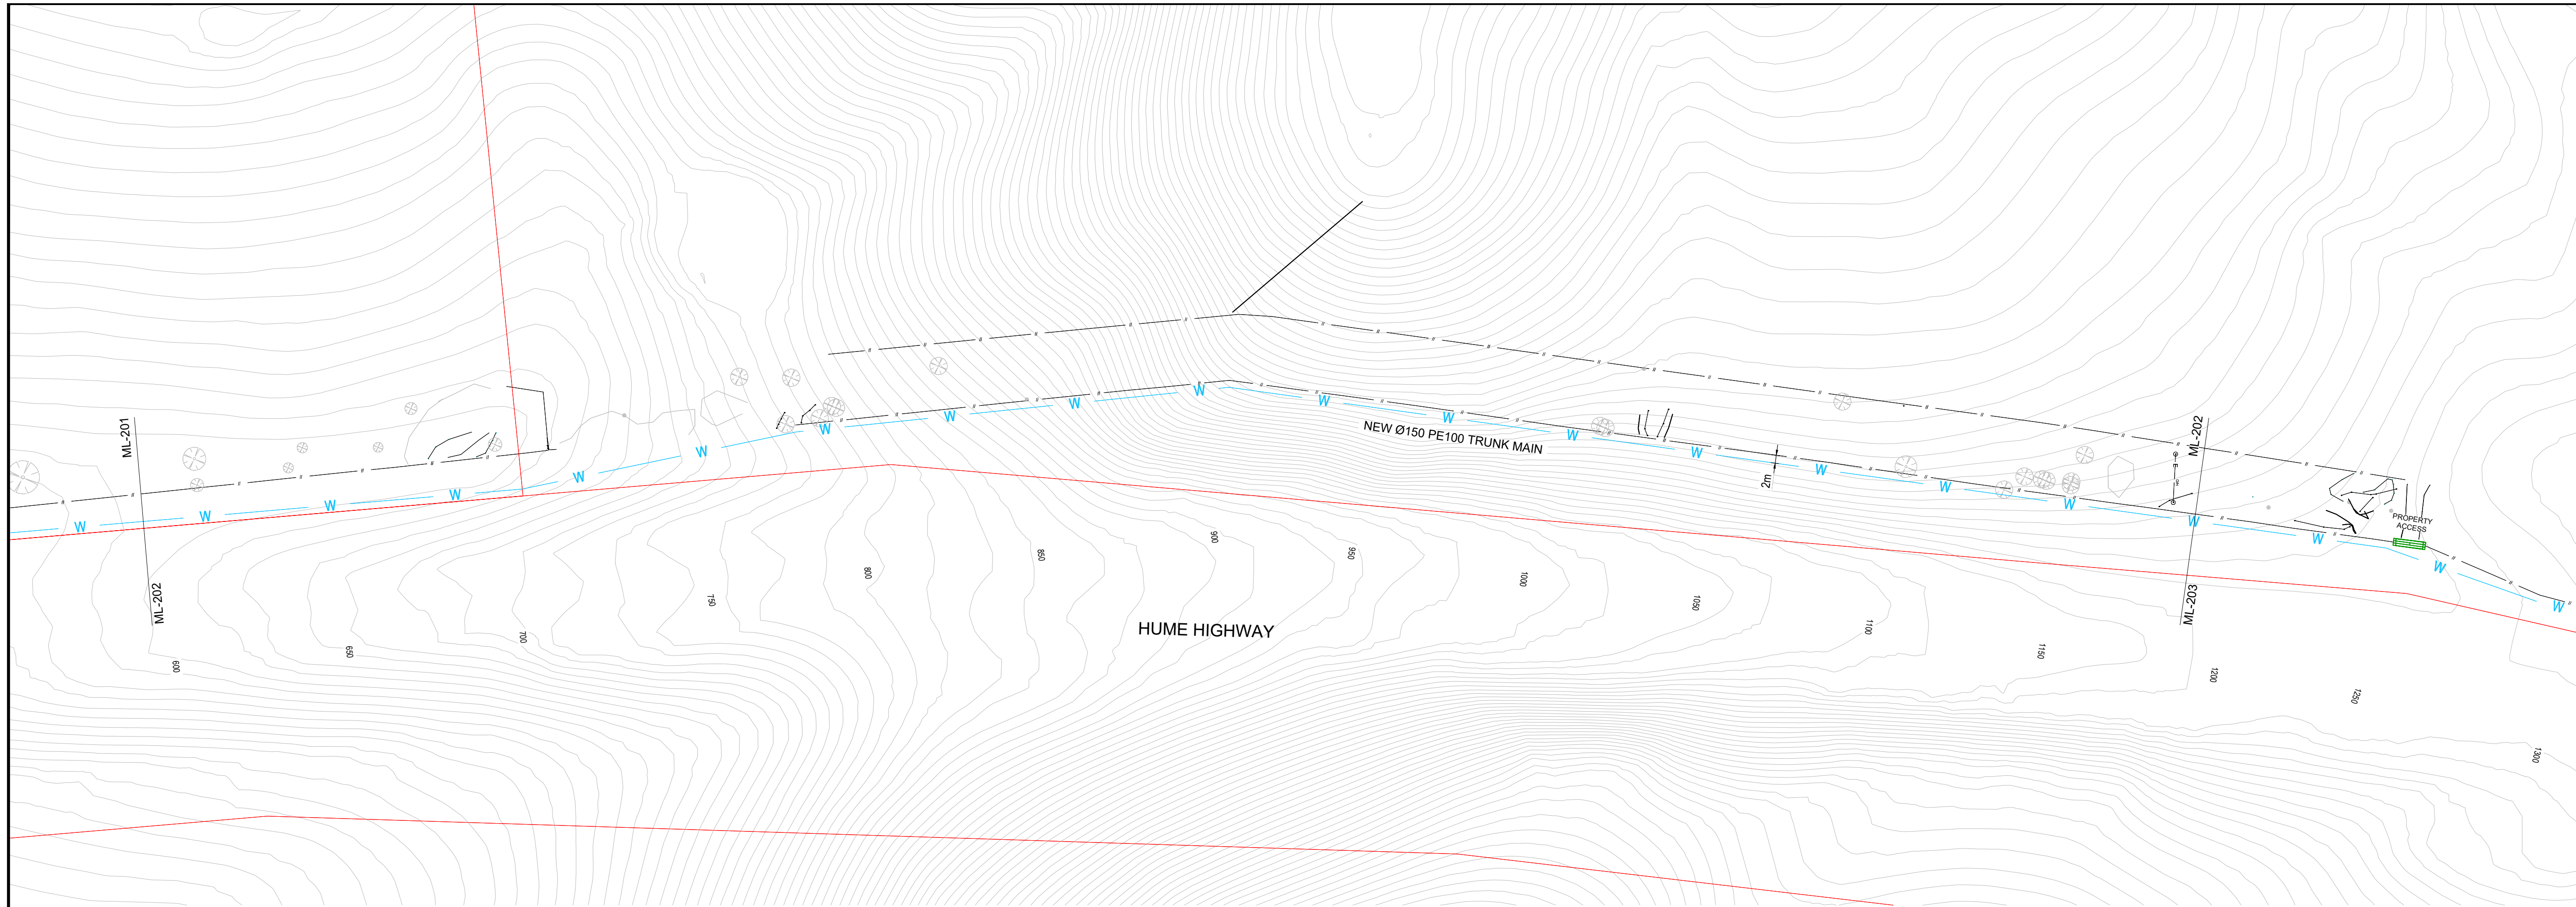 ML-201
ML-202
W W W W W W W W W W W W W W W W W W W W W
NEW Ø150 PE100 TRUNK MAIN
2m
ML-202
ML-203
PROPERTY
ACCESS
HUME HIGHWAY
600
650
700
750
800
850
900
950
1000
1050
1100
1150
1200
1250
1300